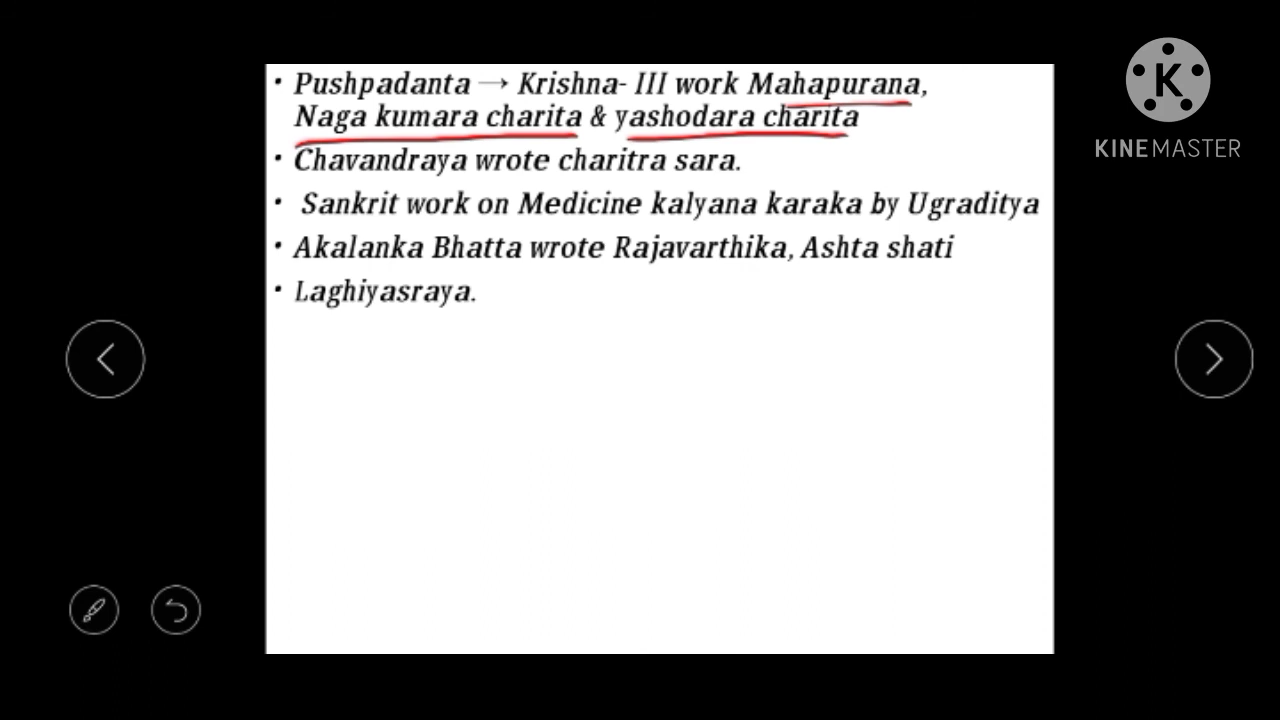 • Pushpadanta → Krishna- III work Mahapurana,
Naga kumara charita & yashodara charita
• Chavandraya wrote charitra sara.
• Sankrit work on Medicine kalyana karaka by Ugraditya
• Akalanka Bhatta wrote Rajavarthika, Ashta shati
• Laghiyasraya.
K
KINEMASTER